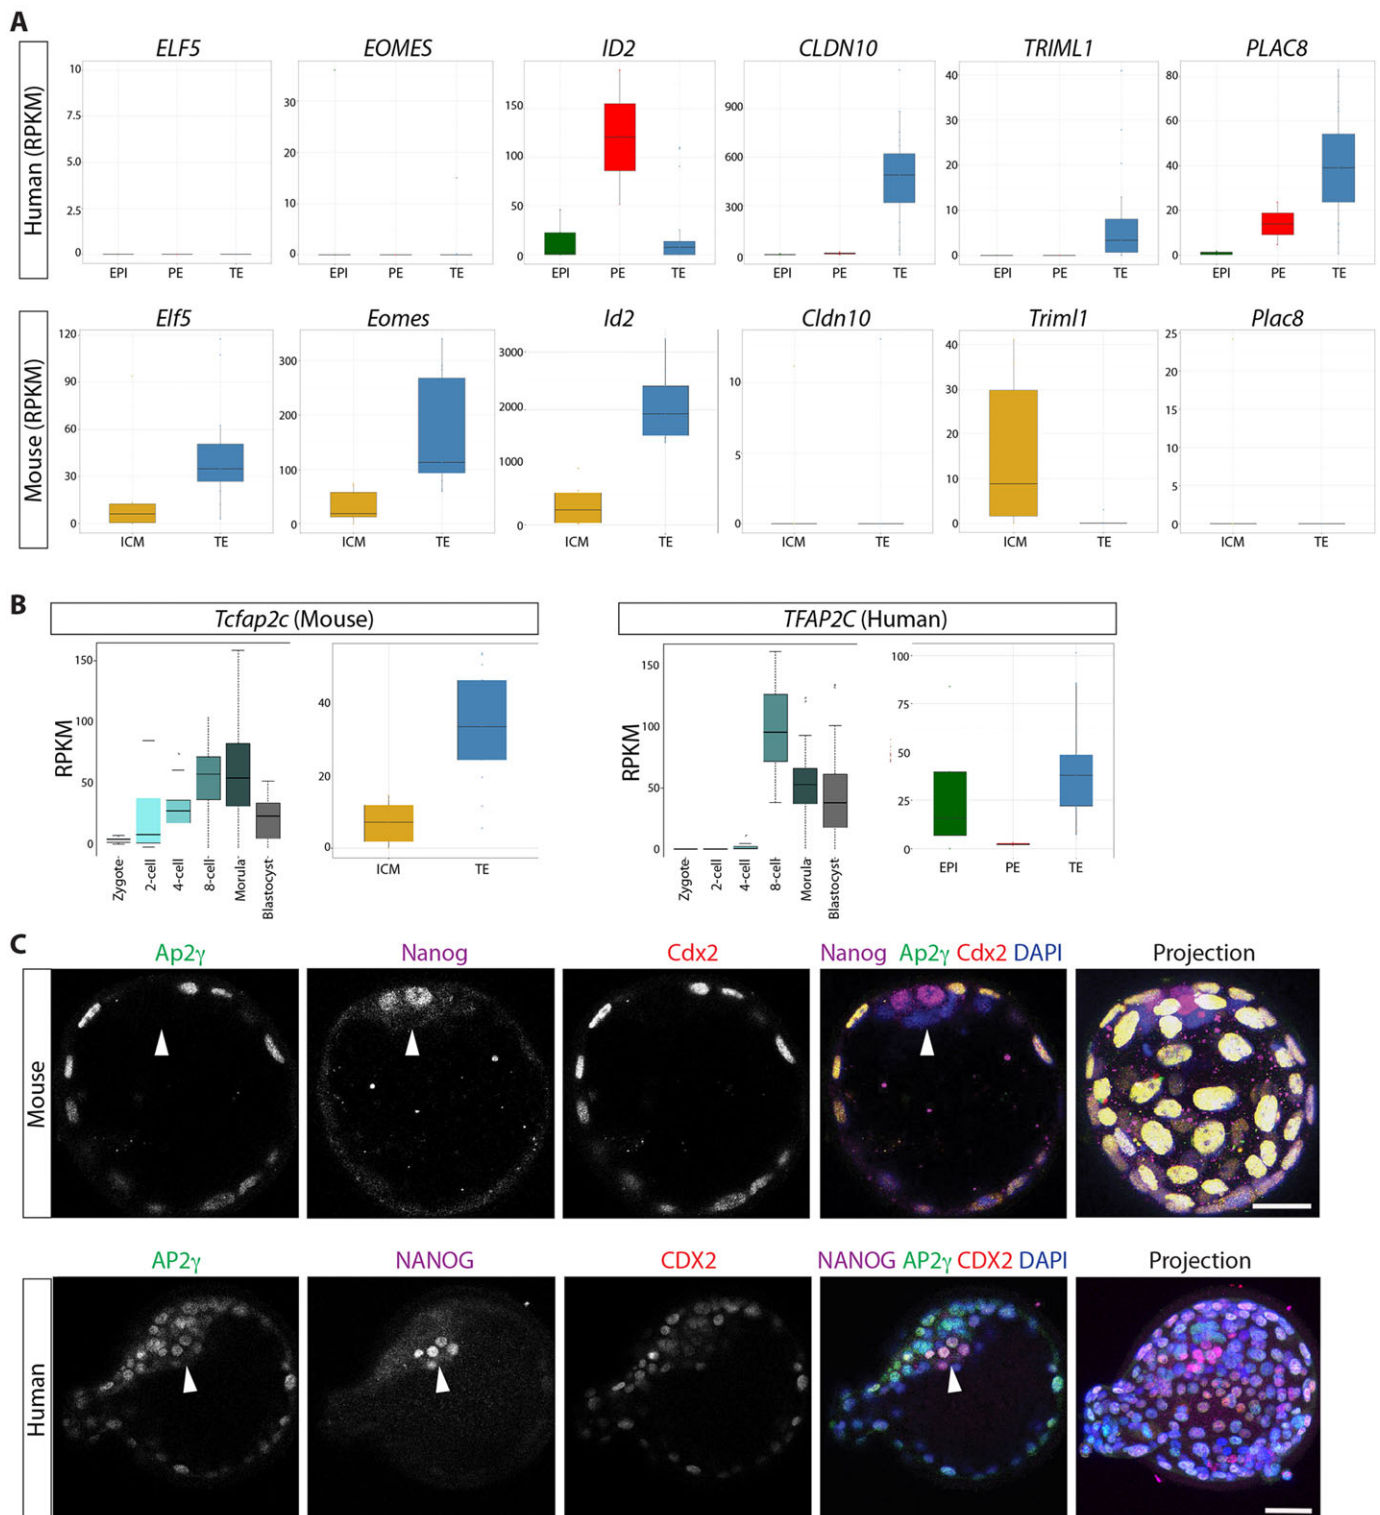 A
ELF5 EOMES ID2 CLDN10 TRIML1 PLAC8
Human (RPKM)
10 7.5 5.0 2.5 0
30 20 10 0
150 100 50 0
900 600 300 0
40 30 20 10 0
80 60 40 20 0
EPI PE TE EPI PE TE EPI PE TE EPI PE TE EPI PE TE EPI PE TE
Elf5 Eomes Id2 Cldn10 Triml1 Plac8
Mouse (RPKM)
120 90 60 30 0
300 200 100 0
3000 2000 1000 0
10 5 0
40 30 20 10 0
25 20 15 10 5 0
ICM TE ICM TE ICM TE ICM TE ICM TE ICM TE
B
Tcfap2c (Mouse) TFAP2C (Human)
RPKM
150 100 50 0
Zygote 2-cell 4-cell 8-cell Morula Blastocyst
40 20 0
ICM TE
RPKM
150 100 50 0
Zygote 2-cell 4-cell 8-cell Morula Blastocyst
100 75 50 25 0
EPI PE TE
C
Ap2γ Nanog Cdx2 Nanog Ap2γ Cdx2 DAPI Projection
Mouse
AP2γ NANOG CDX2 NANOG AP2γ CDX2 DAPI Projection
Human